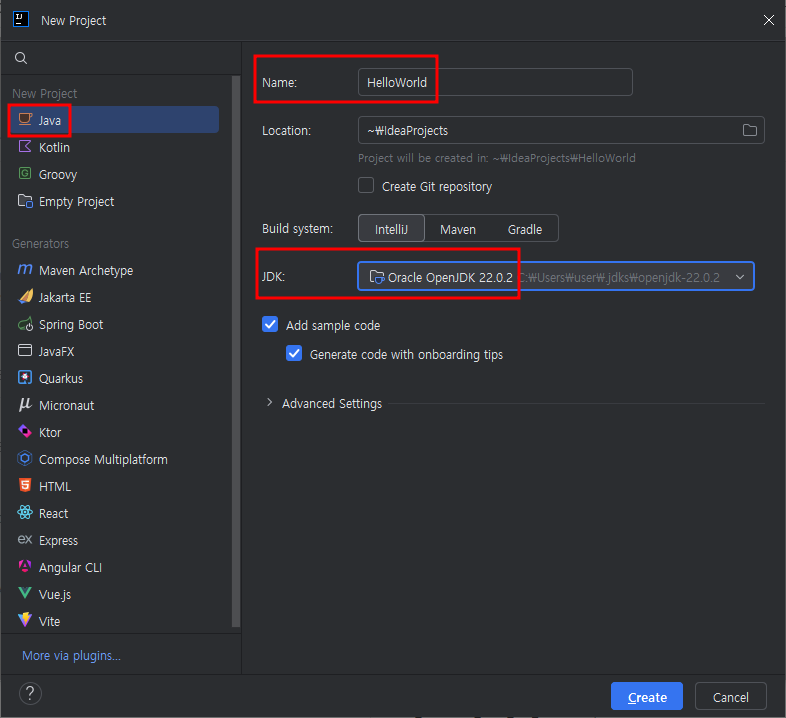 New Project
New Project
Java
Kotlin
Groovy
Empty Project
Generators
Maven Archetype
Jakarta EE
Spring Boot
JavaFX
Quarkus
Micronaut
Ktor
Compose Multiplatform
HTML
React
Express
Angular CLI
Vue.js
Vite
More via plugins...
Name: HelloWorld
Location: ~₩IdeaProjects
Project will be created in: ~₩IdeaProjects₩HelloWorld
Create Git repository
Build system: IntelliJ Maven Gradle
JDK: Oracle OpenJDK 22.0.2 C:₩Users₩user₩.jdks₩openjdk-22.0.2
Add sample code
Generate code with onboarding tips
Advanced Settings
? Create Cancel